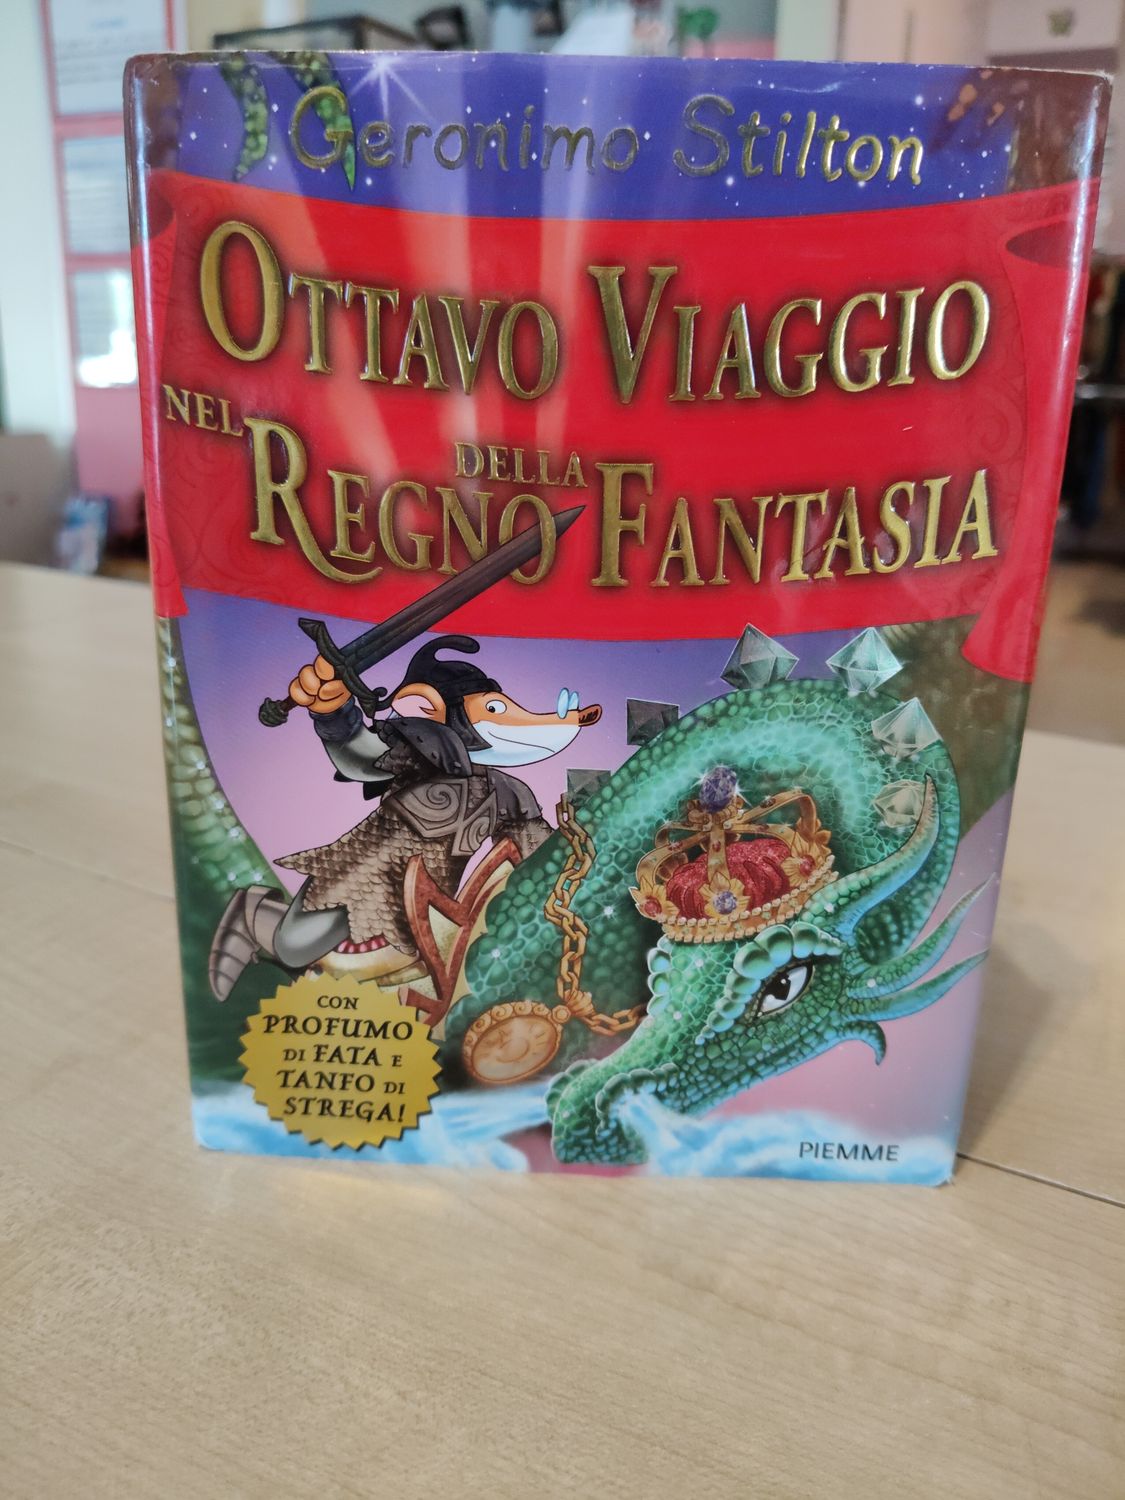 Geronimo Stilton
OTTAVO VIAGGIO
NEL REGNO DELLA FANTASIA
CON
PROFUMO
DI FATA E
TANFO DI
STREGA!
PIEMME